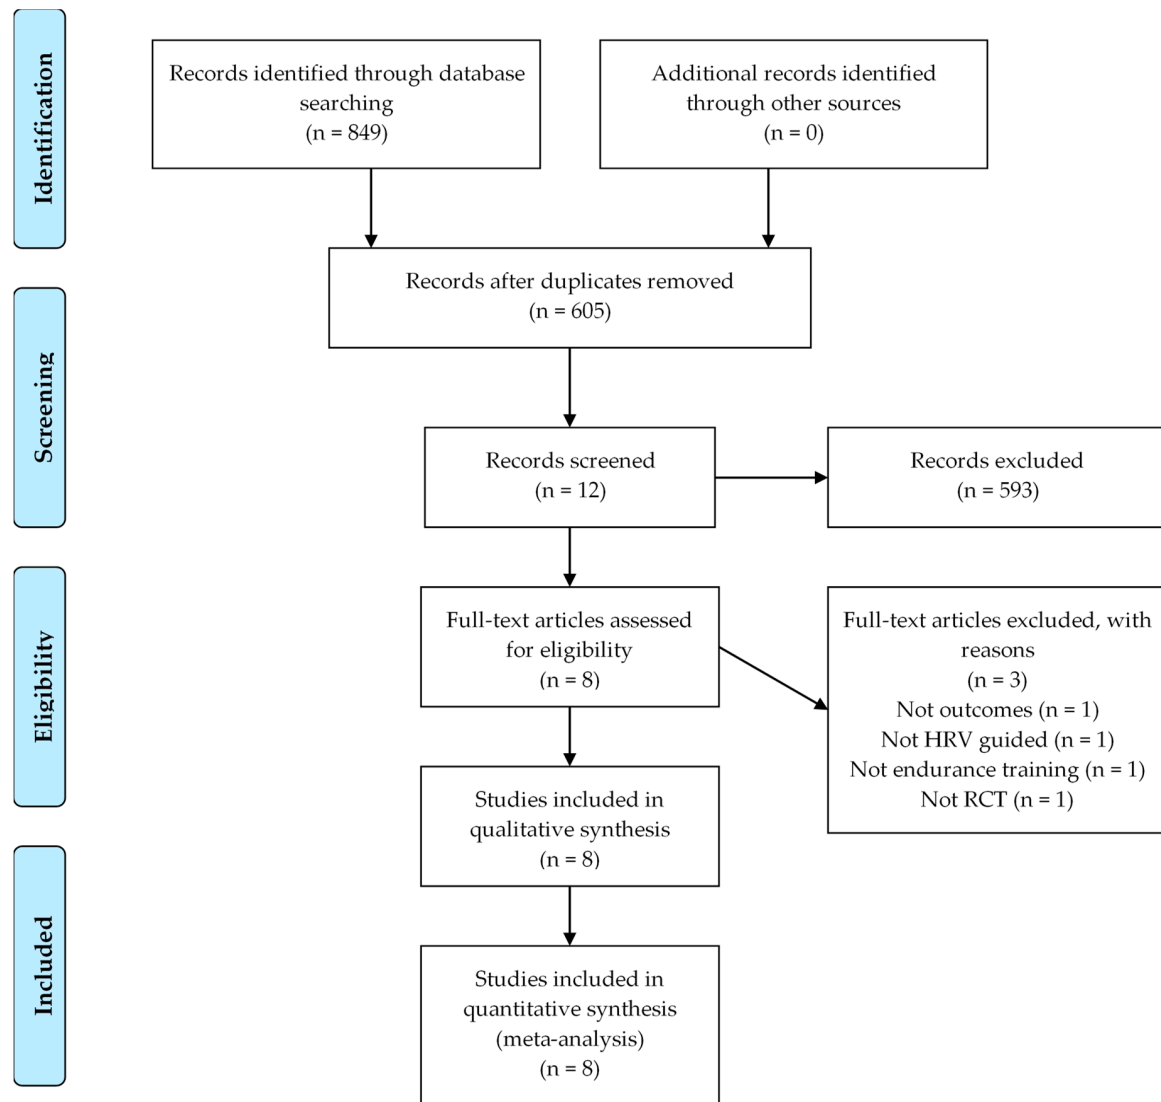 Identification
Records identified through database
searching
(n = 849)
Additional records identified
through other sources
(n = 0)
Records after duplicates removed
(n = 605)
Screening
Records screened
(n = 12)
Records excluded
(n = 593)
Eligibility
Full-text articles assessed
for eligibility
(n = 8)
Full-text articles excluded, with
reasons
(n = 3)
Not outcomes (n = 1)
Not HRV guided (n = 1)
Not endurance training (n = 1)
Not RCT (n = 1)
Studies included in
qualitative synthesis
(n = 8)
Included
Studies included in
quantitative synthesis
(meta-analysis)
(n = 8)